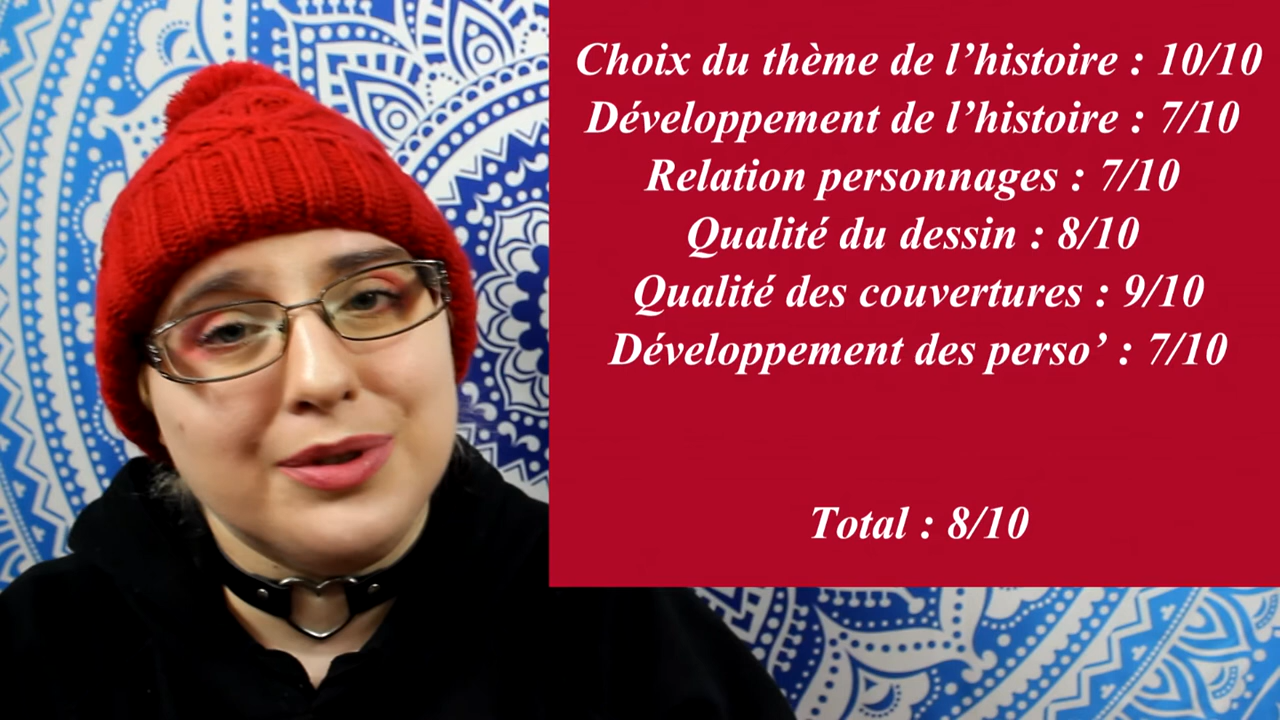 Choix du thème de l’histoire : 10/10
Développement de l’histoire : 7/10
Relation personnages : 7/10
Qualité du dessin : 8/10
Qualité des couvertures : 9/10
Développement des perso’ : 7/10
Total : 8/10